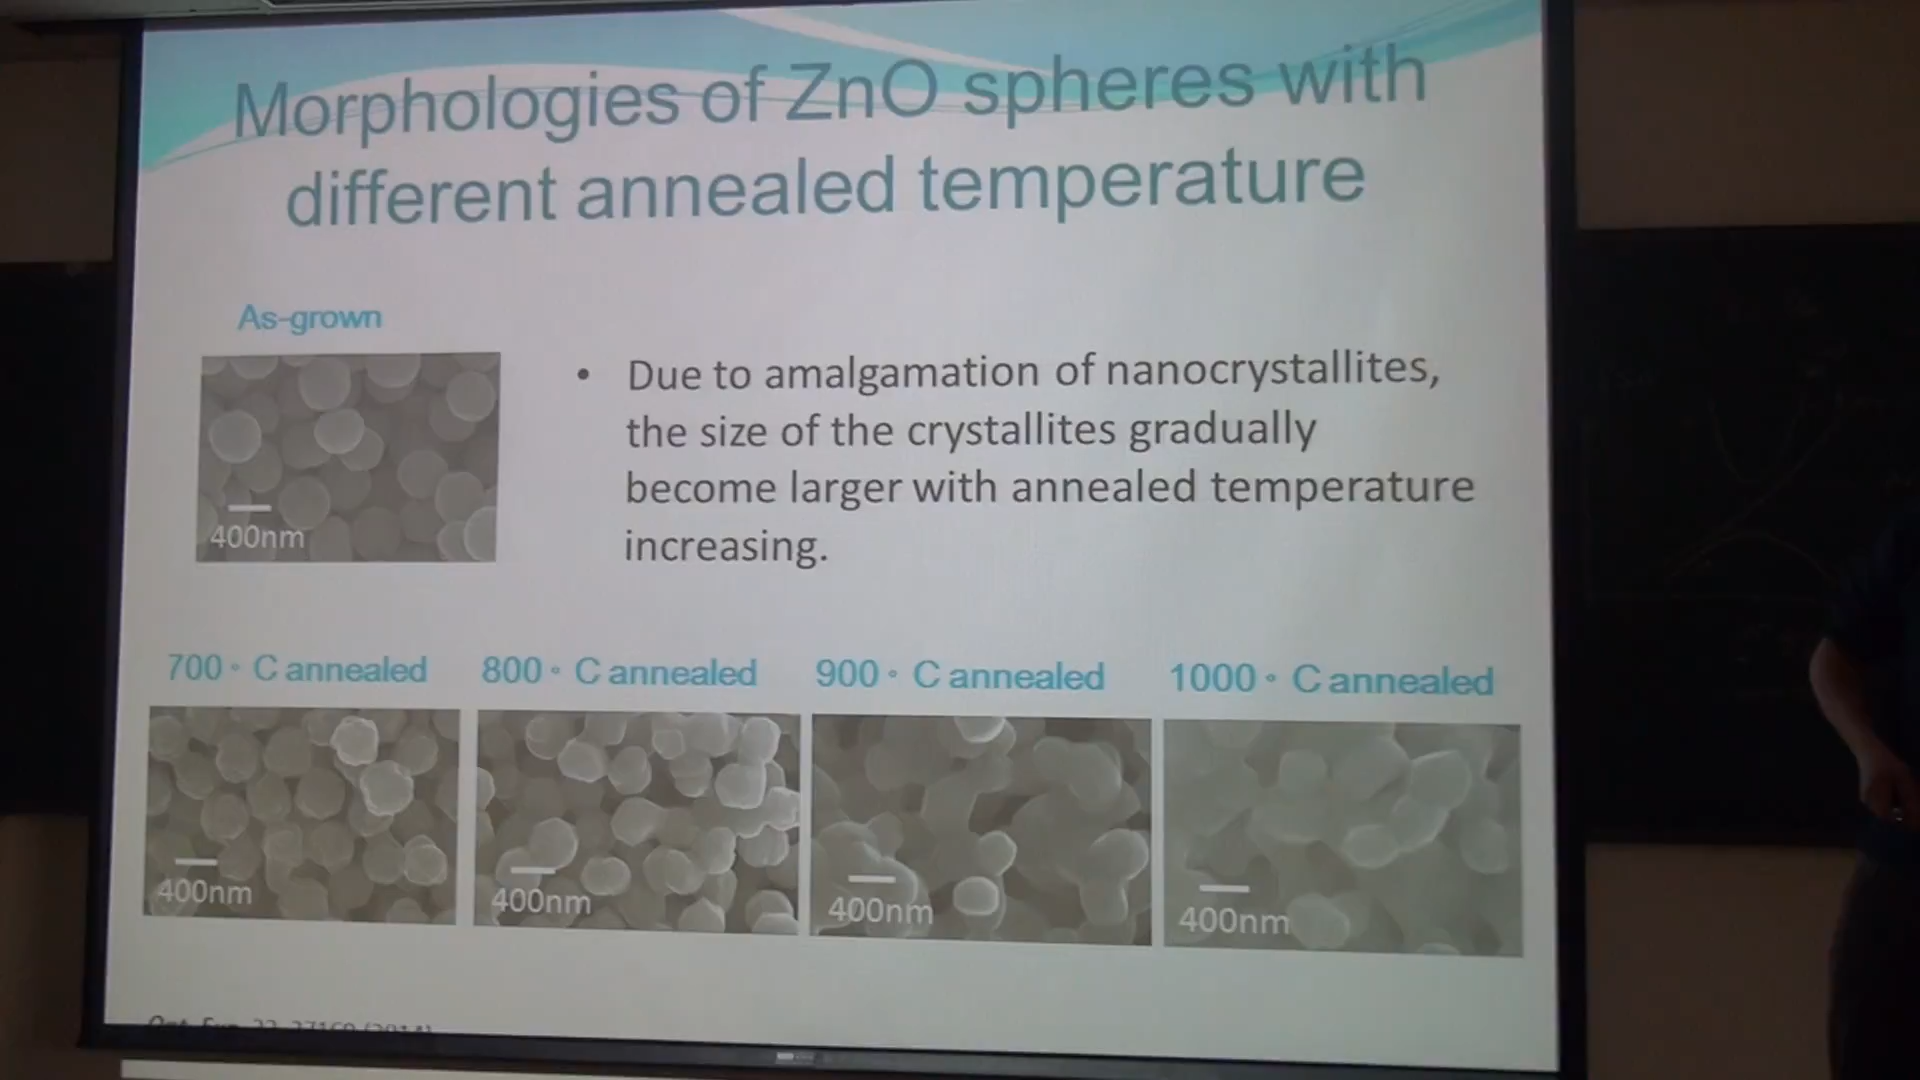 Morphologies of ZnO spheres with
different annealed temperature
As-grown
400nm
• Due to amalgamation of nanocrystallites,
the size of the crystallites gradually
become larger with annealed temperature
increasing.
700。C annealed
800。C annealed
900。C annealed
1000。C annealed
400nm
400nm
400nm
400nm